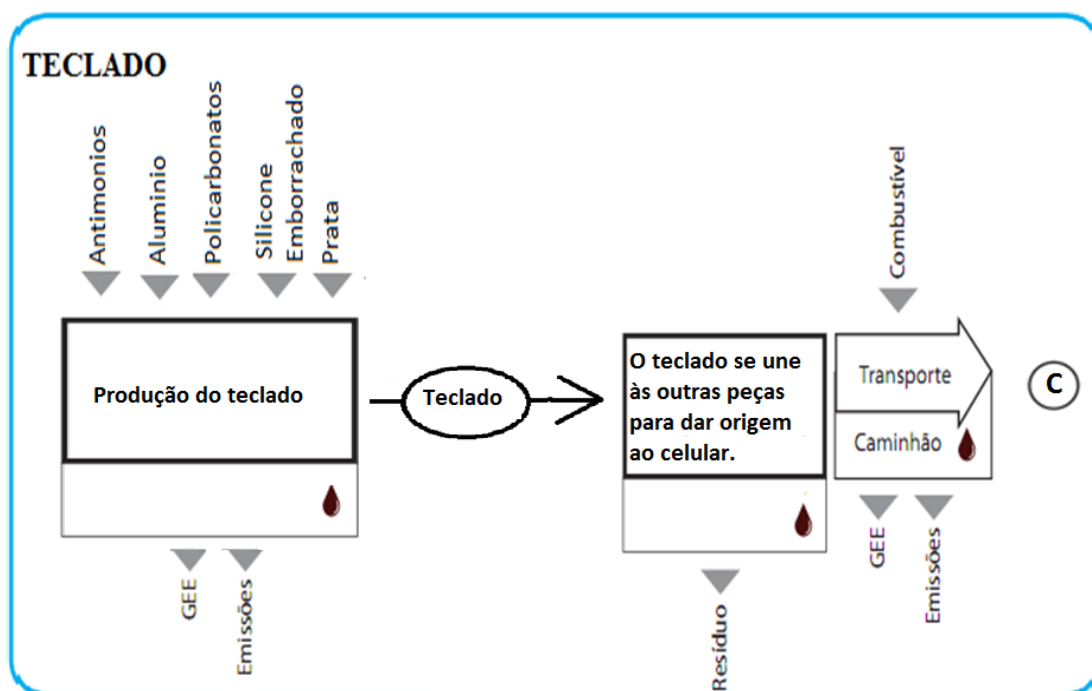 TECLADO
Antimonios
Aluminio
Policarbonatos
Silicone
Emborrachado
Prata
Produção do teclado
GEE
Emissões
Teclado
O teclado se une
às outras peças
para dar origem
ao celular.
Resíduo
Combustível
Transporte
Caminhão
GEE
Emissões
C